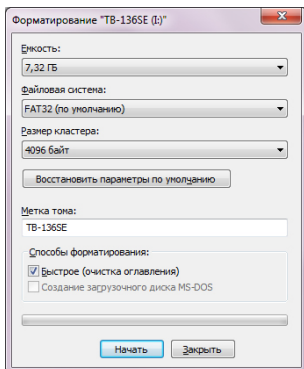 Форматирование "TB-136SE (I:)"
Емкость:
7,32 ГБ
Файловая система:
FAT32 (по умолчанию)
Размер кластера:
4096 байт
Восстановить параметры по умолчанию
Метка тома:
TB-136SE
Способы форматирования:
Быстрое (очистка оглавления)
Создание загрузочного диска MS-DOS
Начать
Закрыть